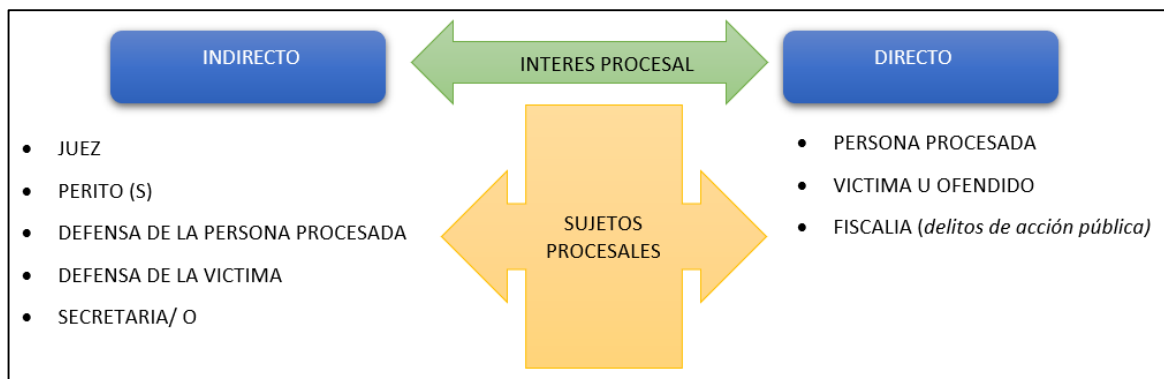 INDIRECTO
INTERES PROCESAL
DIRECTO
• JUEZ
• PERITO (S)
• DEFENSA DE LA PERSONA PROCESADA
• DEFENSA DE LA VICTIMA
• SECRETARIA/ O
SUJETOS
PROCESALES
• PERSONA PROCESADA
• VICTIMA U OFENDIDO
• FISCALIA (delitos de acción pública)